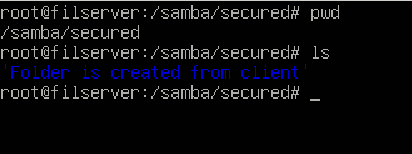 root@filserver:/samba/secured# pwd
/samba/secured
root@filserver:/samba/secured# ls
'Folder is created from client'
root@filserver:/samba/secured# _